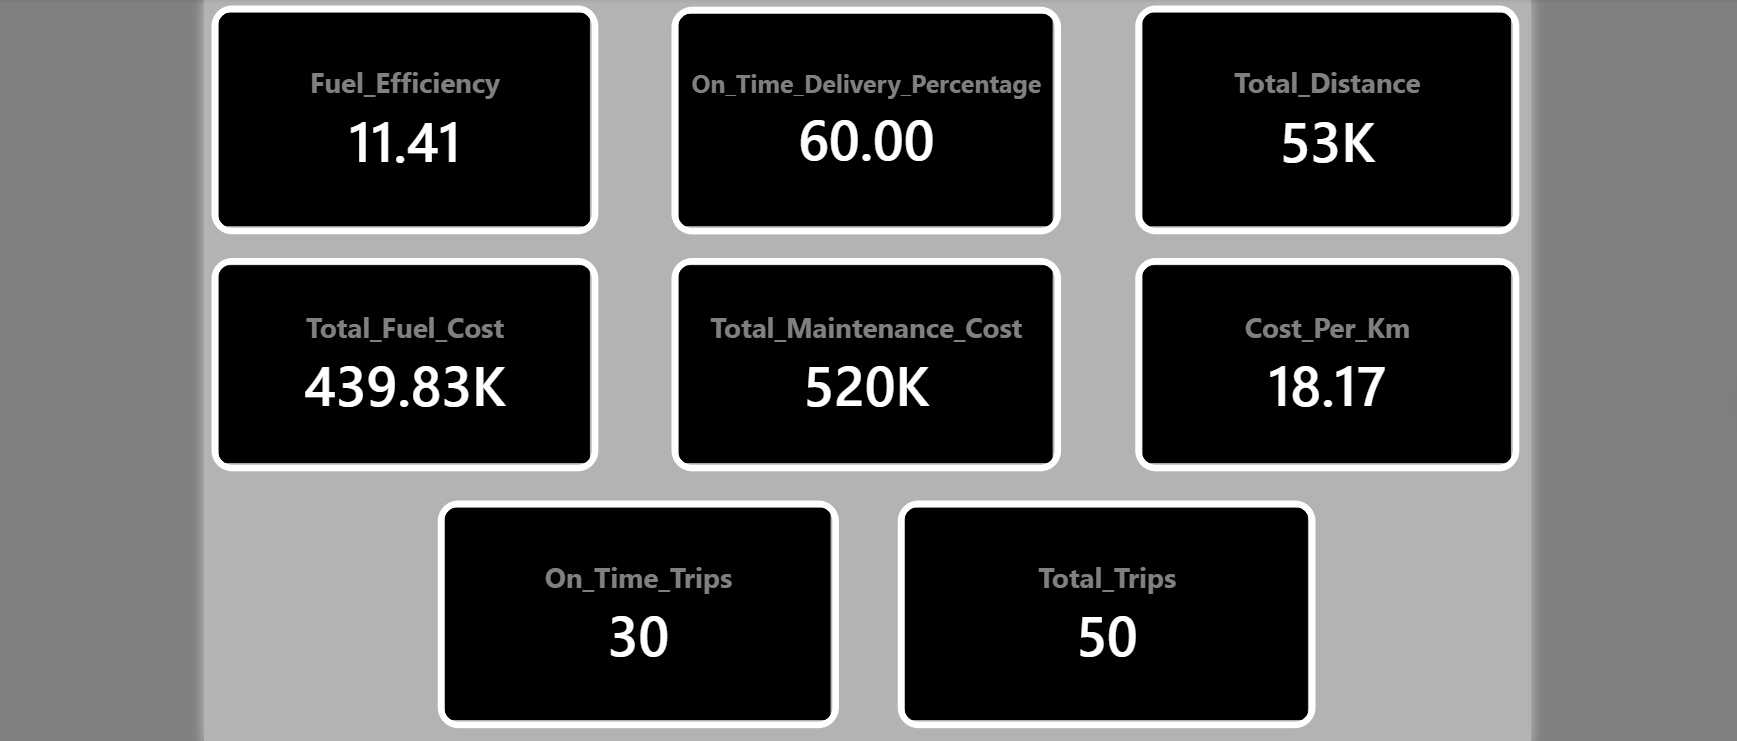 Fuel_Efficiency
11.41
On_Time_Delivery_Percentage
60.00
Total_Distance
53K
Total_Fuel_Cost
439.83K
Total_Maintenance_Cost
520K
Cost_Per_Km
18.17
On_Time_Trips
30
Total_Trips
50